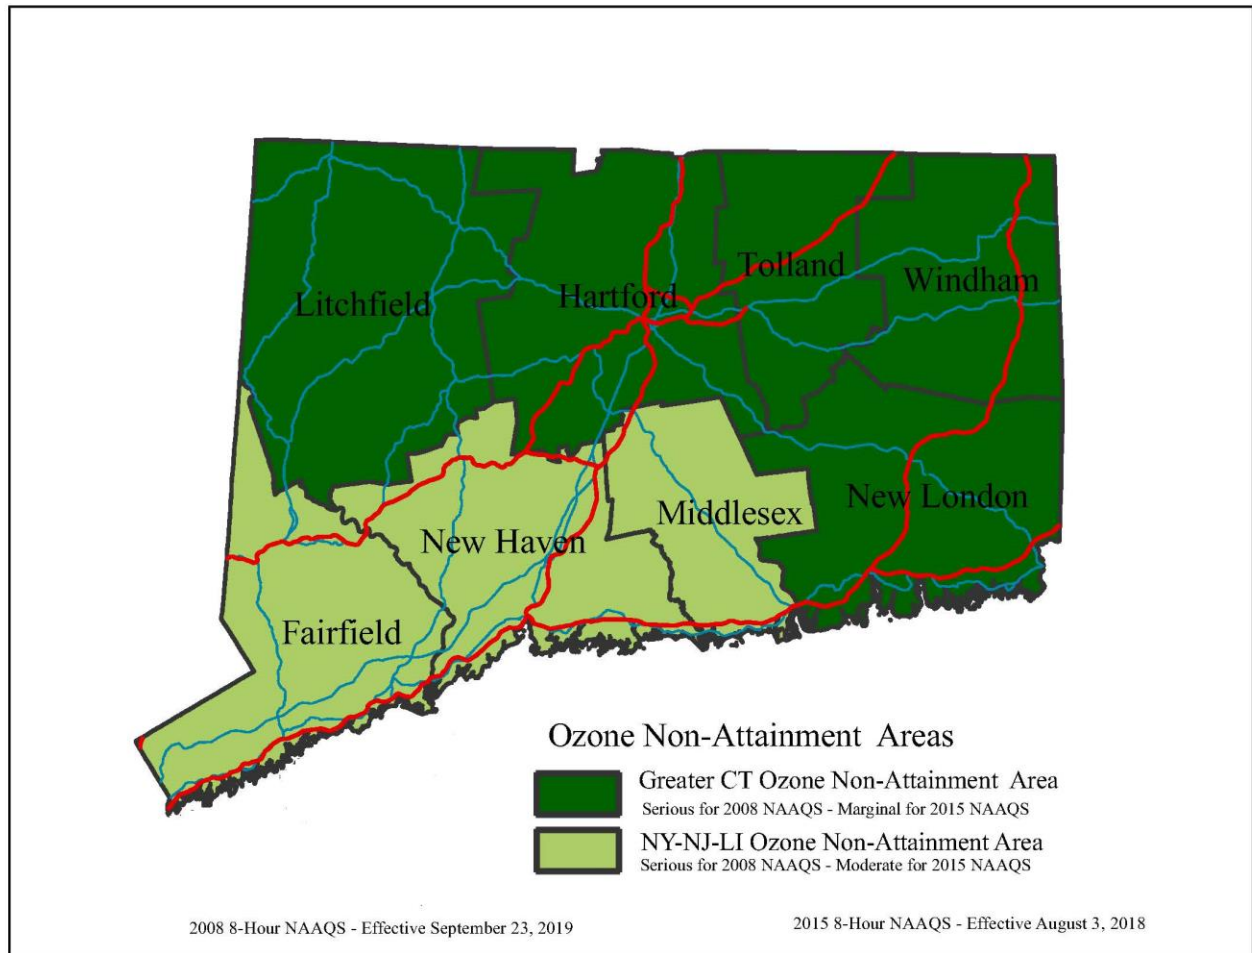 Litchfield
Hartford
Tolland
Windham
New Haven
Middlesex
New London
Fairfield
Ozone Non-Attainment Areas
Greater CT Ozone Non-Attainment Area
Serious for 2008 NAAQS - Marginal for 2015 NAAQS
NY-NJ-LI Ozone Non-Attainment Area
Serious for 2008 NAAQS - Moderate for 2015 NAAQS
2008 8-Hour NAAQS - Effective September 23, 2019
2015 8-Hour NAAQS - Effective August 3, 2018